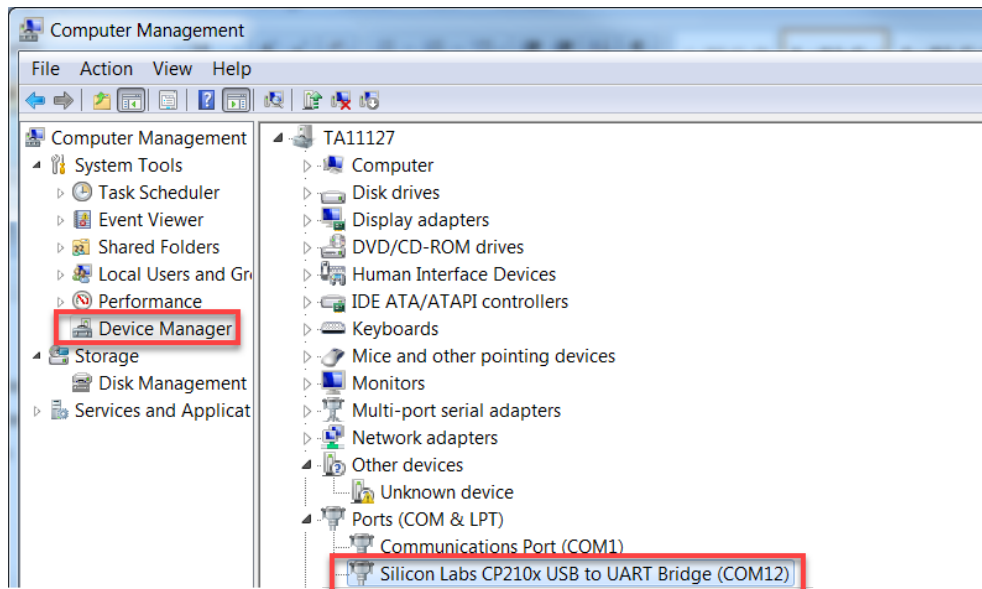 Computer Management
File Action View Help
Computer Management
System Tools
Task Scheduler
Event Viewer
Shared Folders
Local Users and Gr
Performance
Device Manager
Storage
Disk Management
Services and Applicat
TA11127
Computer
Disk drives
Display adapters
DVD/CD-ROM drives
Human Interface Devices
IDE ATA/ATAPI controllers
Keyboards
Mice and other pointing devices
Monitors
Multi-port serial adapters
Network adapters
Other devices
Unknown device
Ports (COM & LPT)
Communications Port (COM1)
Silicon Labs CP210x USB to UART Bridge (COM12)